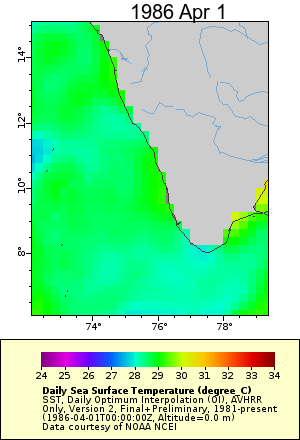 1986 Apr 1
14°
12°
10°
8°
74° 76° 78°
24 25 26 27 28 29 30 31 32 33 34
Daily Sea Surface Temperature (degree_C)
SST, Daily Optimum Interpolation (OI), AVHRR
Only, Version 2, Final+Preliminary, 1981-present
(1986-04-01T00:00:00Z, Altitude=0.0 m)
Data courtesy of NOAA NCEI